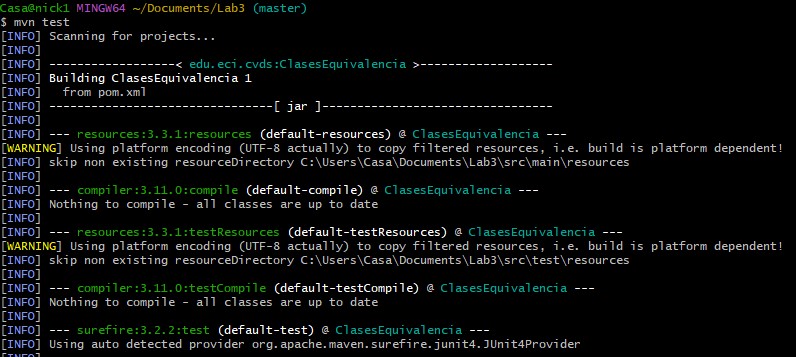 Casa@nick1 MINGW64 ~/Documents/Lab3 (master)
$ mvn test
[INFO] Scanning for projects...
[INFO]
[INFO] ------------------< edu.eci.cvds:ClasesEquivalencia >-------------------
[INFO] Building ClasesEquivalencia 1
[INFO]   from pom.xml
[INFO] --------------------------------[ jar ]---------------------------------
[INFO]
[INFO] --- resources:3.3.1:resources (default-resources) @ ClasesEquivalencia ---
[WARNING] Using platform encoding (UTF-8 actually) to copy filtered resources, i.e. build is platform dependent!
[INFO] skip non existing resourceDirectory C:\Users\Casa\Documents\Lab3\src\main\resources
[INFO]
[INFO] --- compiler:3.11.0:compile (default-compile) @ ClasesEquivalencia ---
[INFO] Nothing to compile - all classes are up to date
[INFO]
[INFO] --- resources:3.3.1:testResources (default-testResources) @ ClasesEquivalencia ---
[WARNING] Using platform encoding (UTF-8 actually) to copy filtered resources, i.e. build is platform dependent!
[INFO] skip non existing resourceDirectory C:\Users\Casa\Documents\Lab3\src\test\resources
[INFO]
[INFO] --- compiler:3.11.0:testCompile (default-testCompile) @ ClasesEquivalencia ---
[INFO] Nothing to compile - all classes are up to date
[INFO]
[INFO] --- surefire:3.2.2:test (default-test) @ ClasesEquivalencia ---
[INFO] Using auto detected provider org.apache.maven.surefire.junit4.JUnit4Provider
[INFO]